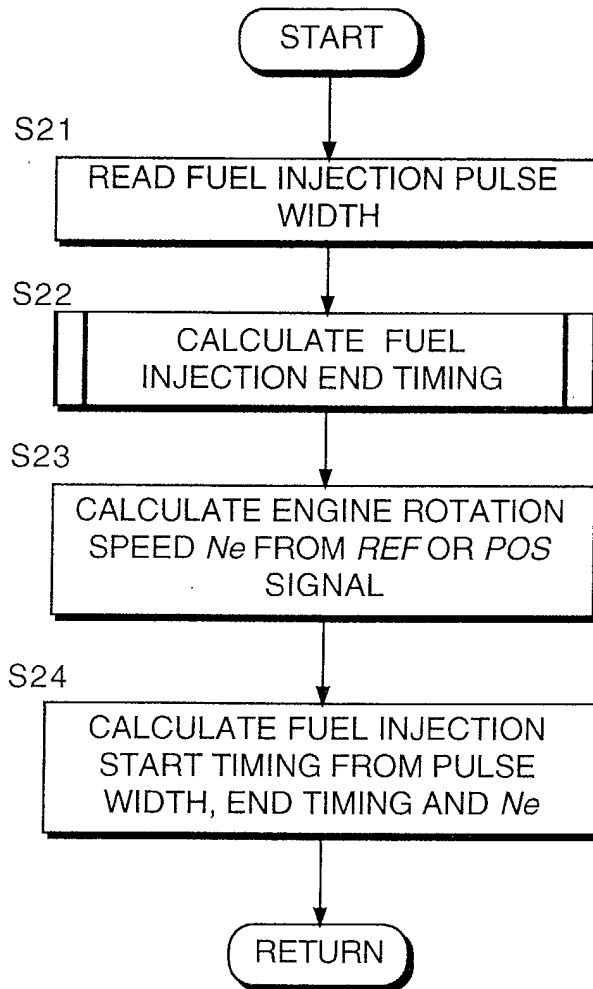 START
S21
READ FUEL INJECTION PULSE
WIDTH
S22
CALCULATE FUEL
INJECTION END TIMING
S23
CALCULATE ENGINE ROTATION
SPEED Ne FROM REF OR POS
SIGNAL
S24
CALCULATE FUEL INJECTION
START TIMING FROM PULSE
WIDTH, END TIMING AND Ne
RETURN